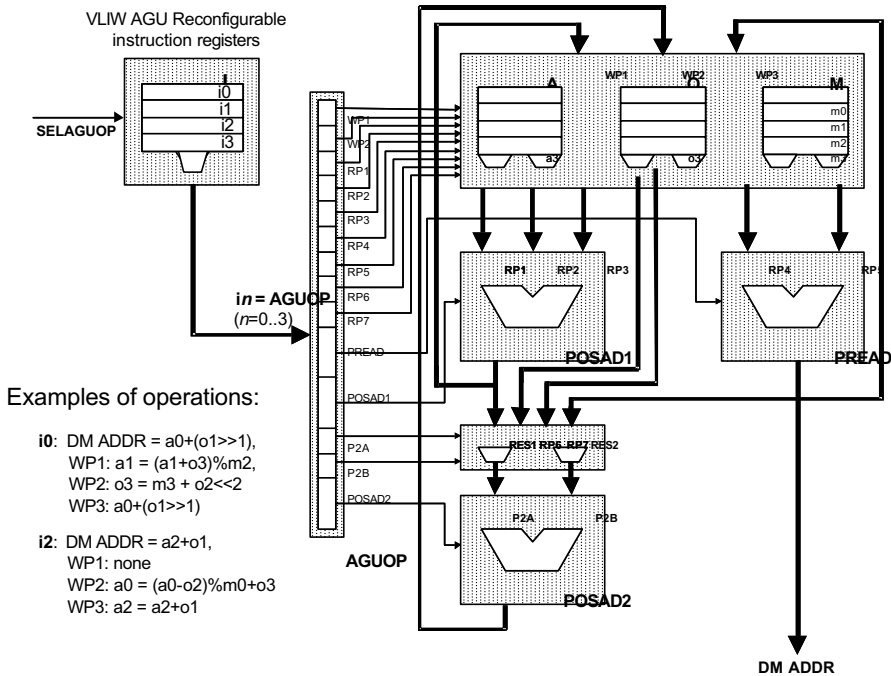 VLIW AGU Reconfigurable
instruction registers
I
i0
i1
i2
i3
SELAGUOP
A
WP1
O
WP2
WP3
M
m0
m1
m2
m3
a3
o3
WP1
WP2
RP1
RP2
RP3
RP4
RP5
RP6
RP7
PREAD
POSAD1
P2A
P2B
POSAD2
in = AGUOP
(n=0..3)
RP1
RP2
RP3
RP4
RP5
POSAD1
PREAD
RES1
RP6
RP7
RES2
P2A
P2B
POSAD2
AGUOP
DM ADDR
Examples of operations:
i0: DM ADDR = a0+(o1>>1),
WP1: a1 = (a1+o3)%m2,
WP2: o3 = m3 + o2<<2
WP3: a0+(o1>>1)
i2: DM ADDR = a2+o1,
WP1: none
WP2: a0 = (a0-o2)%m0+o3
WP3: a2 = a2+o1